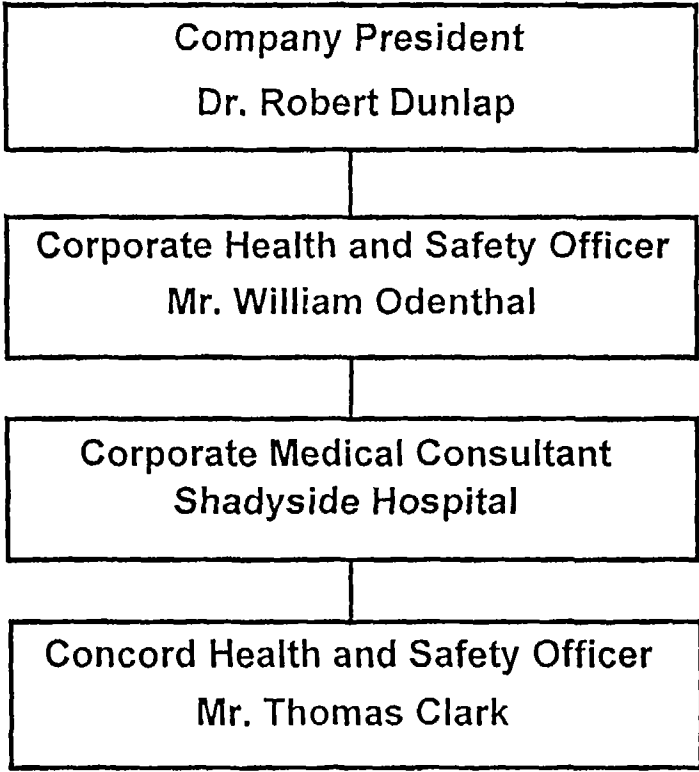 Company President
Dr. Robert Dunlap
Corporate Health and Safety Officer
Mr. William Odenthal
Corporate Medical Consultant
Shadyside Hospital
Concord Health and Safety Officer
Mr. Thomas Clark